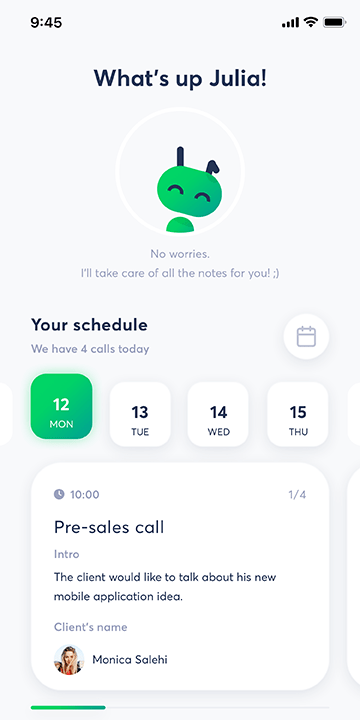 9:45
What's up Julia!
No worries.
I'll take care of all the notes for you! ;)
Your schedule
We have 4 calls today
12
MON
13
TUE
14
WED
15
THU
10:00
1/4
Pre-sales call
Intro
The client would like to talk about his new
mobile application idea.
Client's name
Monica Salehi